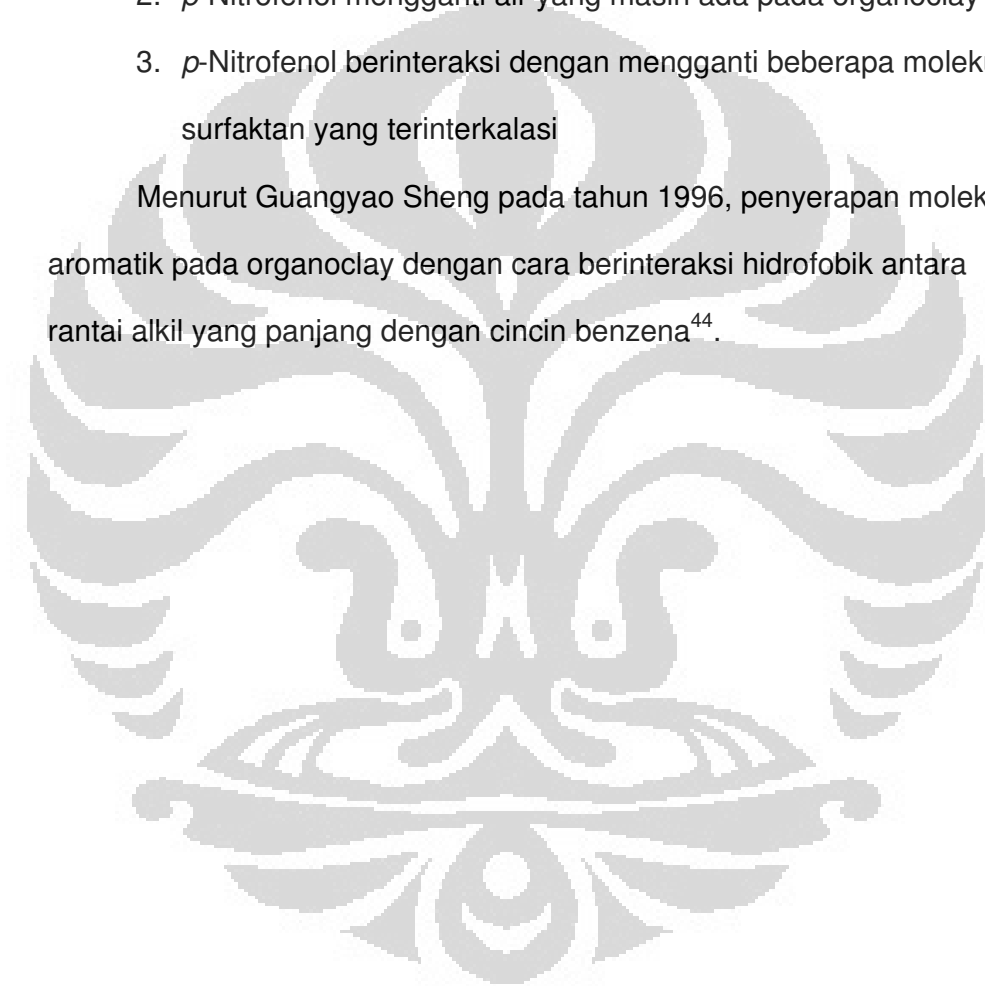 2. p-Nitrofenol mengganti air yang masih ada pada organoclay
3. p-Nitrofenol berinteraksi dengan mengganti beberapa moleku
surfaktan yang terinterkalasi
Menurut Guangyao Sheng pada tahun 1996, penyerapan molek
aromatik pada organoclay dengan cara berinteraksi hidrofobik antara
rantai alkil yang panjang dengan cincin benzena44.